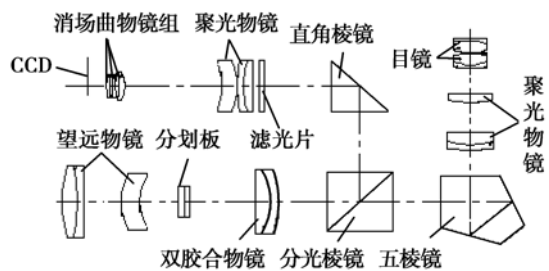 消场曲物镜组 聚光物镜 直角棱镜
目镜
CCD
聚光物镜
滤光片
望远物镜 分划板
双胶合物镜 分光棱镜 五棱镜